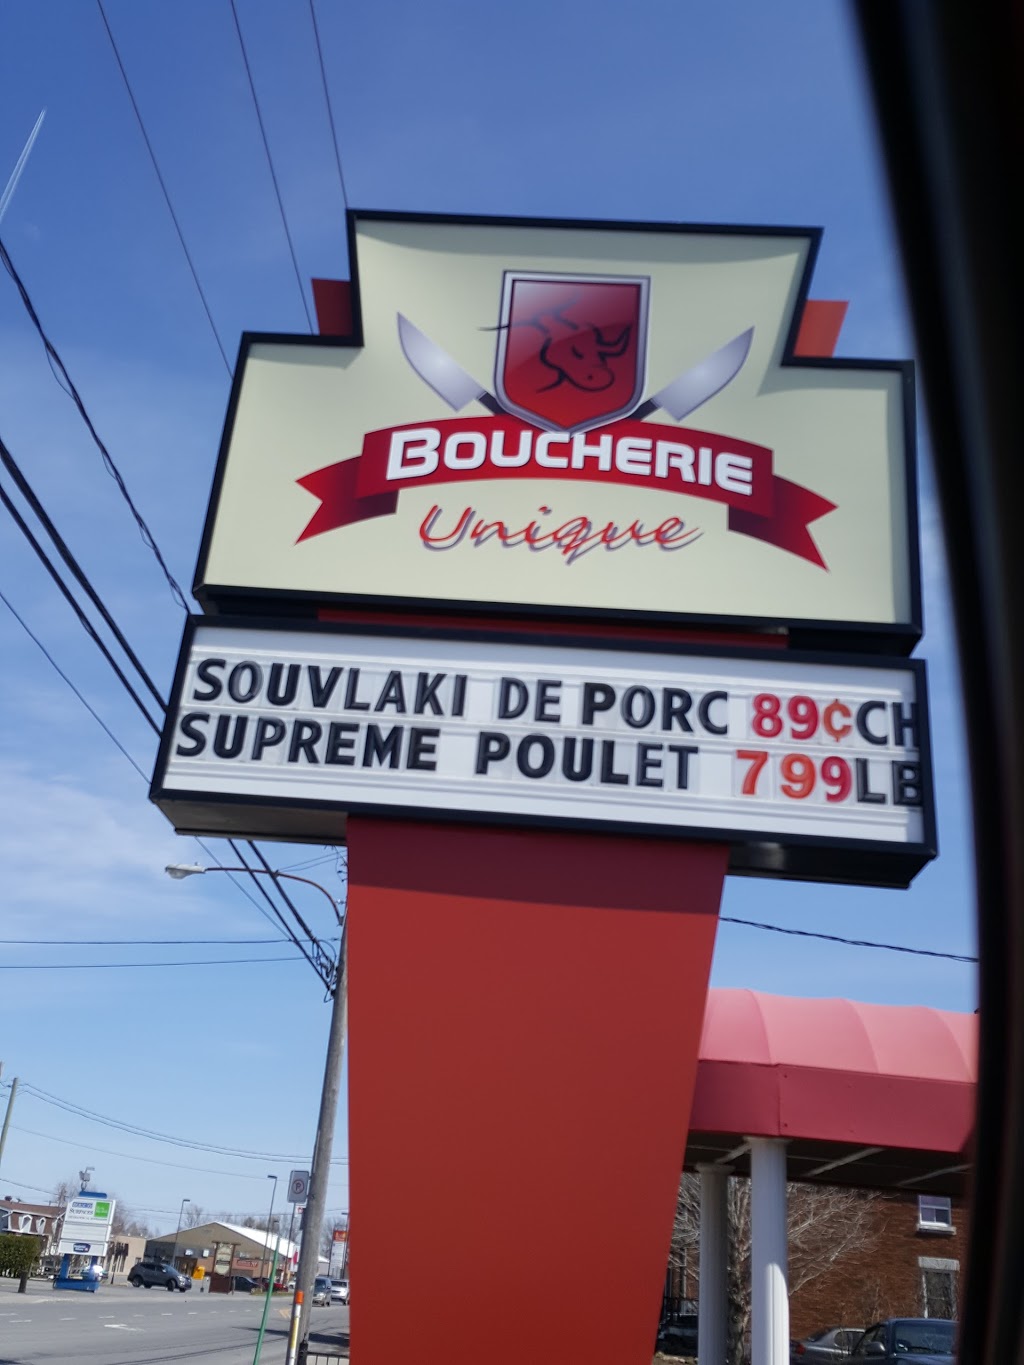 BOUCHERIE
Unique
SOUVLAKI DE PORC 89¢CH
SUPREME POULET 799LB